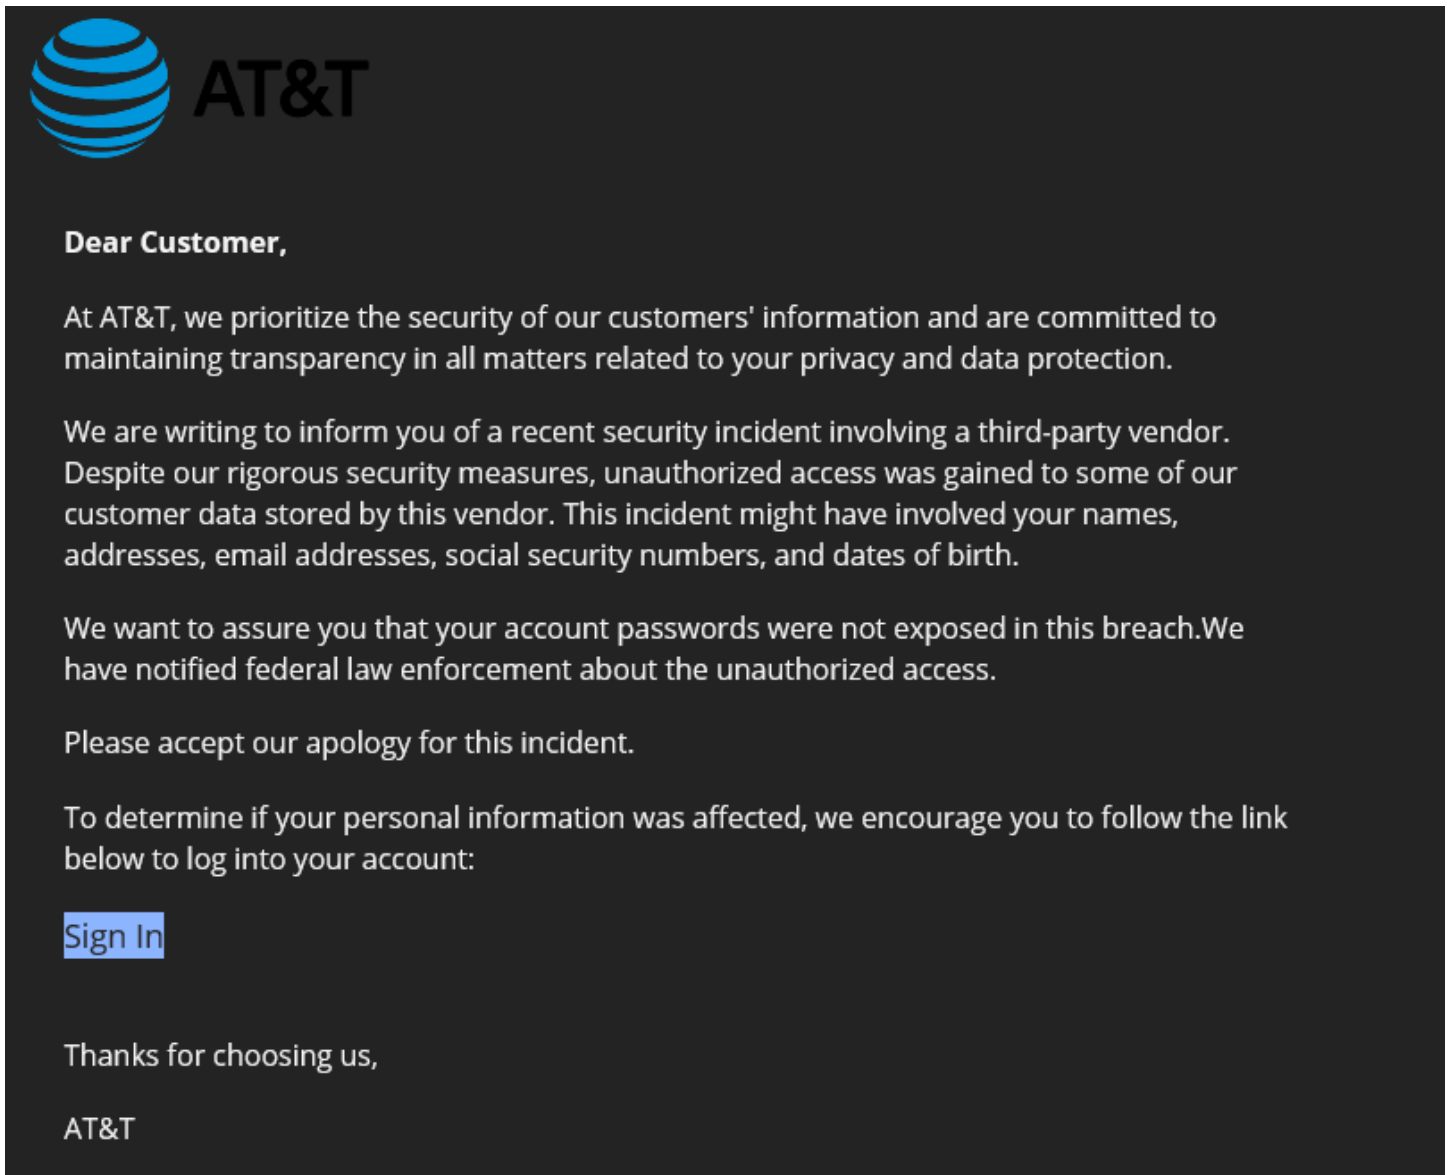 AT&T
Dear Customer,
At AT&T, we prioritize the security of our customers' information and are committed to
maintaining transparency in all matters related to your privacy and data protection.
We are writing to inform you of a recent security incident involving a third-party vendor.
Despite our rigorous security measures, unauthorized access was gained to some of our
customer data stored by this vendor. This incident might have involved your names,
addresses, email addresses, social security numbers, and dates of birth.
We want to assure you that your account passwords were not exposed in this breach.We
have notified federal law enforcement about the unauthorized access.
Please accept our apology for this incident.
To determine if your personal information was affected, we encourage you to follow the link
below to log into your account:
Sign In
Thanks for choosing us,
AT&T